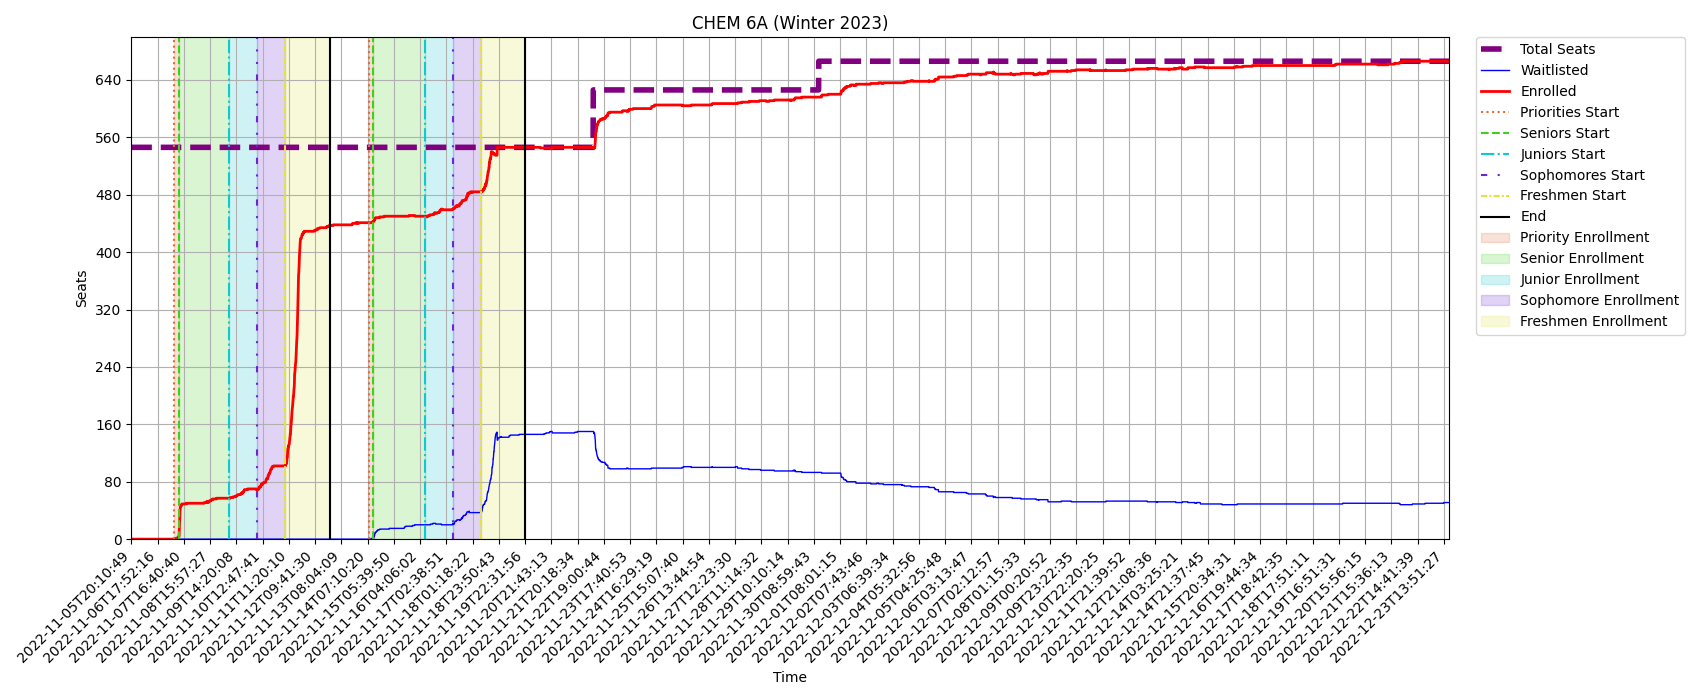 CHEM 6A (Winter 2023)
Total Seats
Waitlisted
Enrolled
Priorities Start
Seniors Start
Juniors Start
Sophomores Start
Freshmen Start
End
Priority Enrollment
Senior Enrollment
Junior Enrollment
Sophomore Enrollment
Freshmen Enrollment
Seats
640
560
480
400
320
240
160
80
0
2022-11-05T20:10:49
2022-11-06T17:52:16
2022-11-07T16:40:40
2022-11-08T15:57:27
2022-11-09T14:20:08
2022-11-10T12:47:41
2022-11-11T11:20:10
2022-11-12T09:41:30
2022-11-13T08:04:09
2022-11-14T07:10:20
2022-11-15T05:39:50
2022-11-16T04:06:02
2022-11-17T02:38:51
2022-11-18T01:18:22
2022-11-18T23:50:43
2022-11-19T22:31:56
2022-11-20T21:43:13
2022-11-21T20:18:34
2022-11-22T19:00:44
2022-11-23T17:40:53
2022-11-24T16:29:19
2022-11-25T15:07:40
2022-11-26T13:44:54
2022-11-27T12:23:30
2022-11-28T11:14:32
2022-11-29T10:10:14
2022-11-30T08:59:43
2022-12-01T08:01:15
2022-12-02T07:43:46
2022-12-03T06:39:34
2022-12-04T05:32:56
2022-12-05T04:25:48
2022-12-06T03:13:47
2022-12-07T02:12:57
2022-12-08T01:15:33
2022-12-09T00:20:52
2022-12-09T23:22:35
2022-12-10T22:20:25
2022-12-11T21:39:52
2022-12-12T21:08:36
2022-12-14T03:25:21
2022-12-14T21:37:45
2022-12-15T20:34:31
2022-12-16T19:44:34
2022-12-17T18:42:35
2022-12-18T17:51:11
2022-12-19T16:51:31
2022-12-20T15:56:15
2022-12-21T15:36:13
2022-12-22T14:41:39
2022-12-23T13:51:27
Time